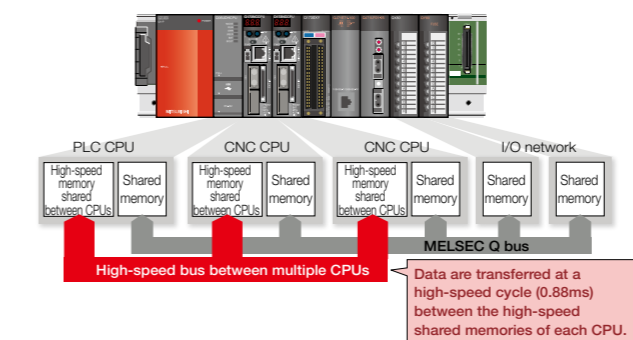 PLC CPU
CNC CPU
CNC CPU
I/O network
High-speed
memory
shared
between CPUs
Shared
memory
High-speed
memory
shared
between CPUs
Shared
memory
High-speed
memory
shared
between CPUs
Shared
memory
Shared
memory
Shared
memory
MELSEC Q bus
High-speed bus between multiple CPUs
Data are transferred at a
high-speed cycle (0.88ms)
between the high-speed
shared memories of each CPU.